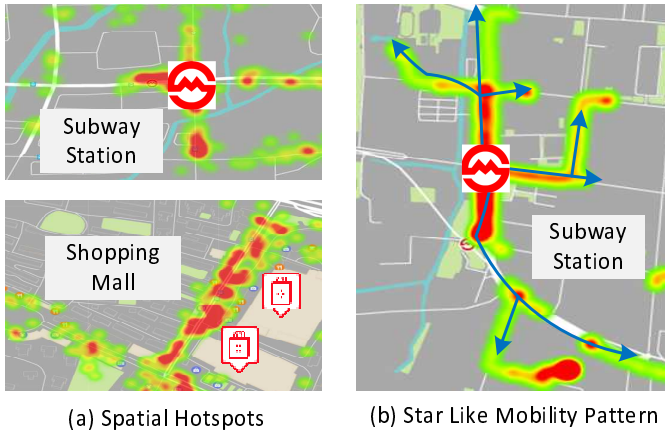 Subway
Station
Shopping
Mall
(a) Spatial Hotspots
Subway
Station
(b) Star Like Mobility Pattern